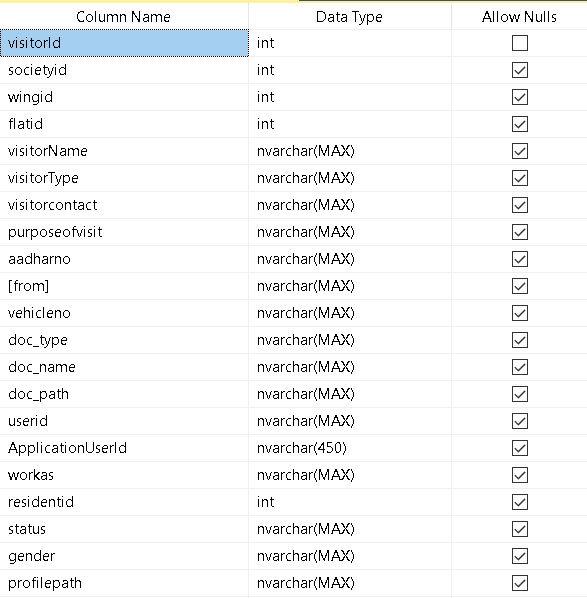 Column Name Data Type Allow Nulls
visitorId int
societyid int
wingid int
flatid int
visitorName nvarchar(MAX)
visitorType nvarchar(MAX)
visitorcontact nvarchar(MAX)
purposeofvisit nvarchar(MAX)
aadharno nvarchar(MAX)
[from] nvarchar(MAX)
vehicleno nvarchar(MAX)
doc_type nvarchar(MAX)
doc_name nvarchar(MAX)
doc_path nvarchar(MAX)
userid nvarchar(MAX)
ApplicationUserId nvarchar(450)
workas nvarchar(MAX)
residentid int
status nvarchar(MAX)
gender nvarchar(MAX)
profilepath nvarchar(MAX)